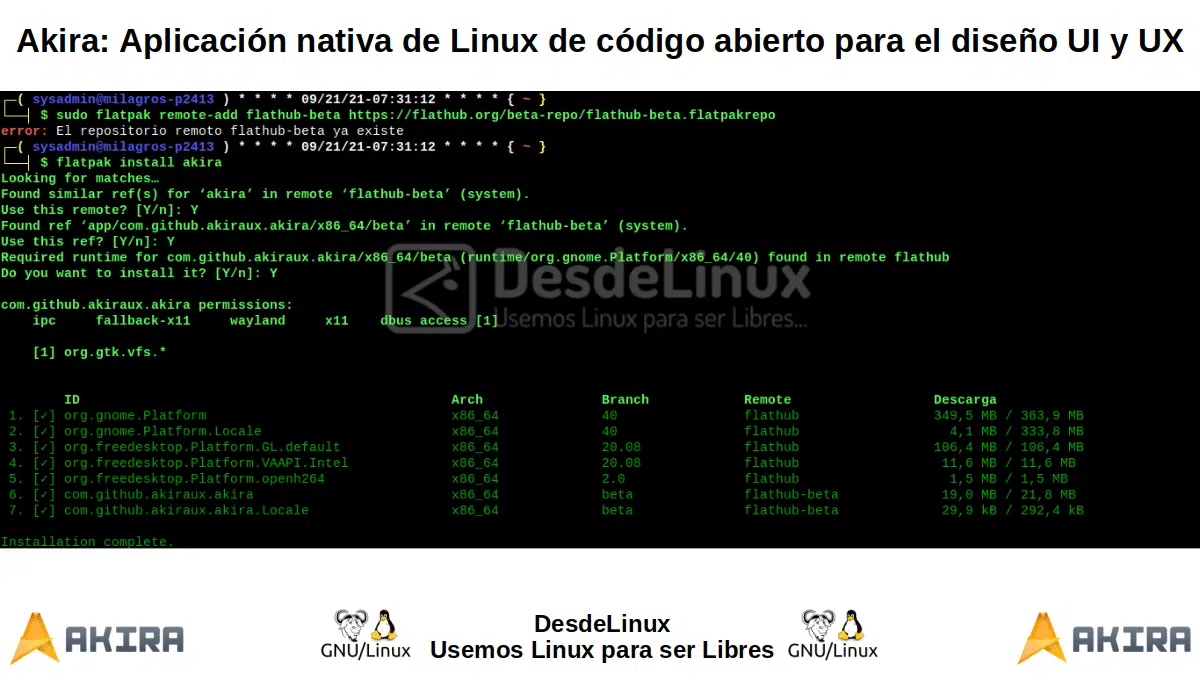 Akira: Aplicación nativa de Linux de código abierto para el diseño UI y UX
( sysadmin@milagros-p2413 ) * * * * 09/21/21-07:31:12 * * * * { ~ }
$ sudo flatpak remote-add flathub-beta https://flathub.org/beta-repo/flathub-beta.flatpakrepo
error: El repositorio remoto flathub-beta ya existe
( sysadmin@milagros-p2413 ) * * * * 09/21/21-07:31:12 * * * * { ~ }
$ flatpak install akira
Looking for matches…
Found similar ref(s) for ‘akira’ in remote ‘flathub-beta’ (system).
Use this remote? [Y/n]: Y
Found ref ‘app/com.github.akiraux.akira/x86_64/beta’ in remote ‘flathub-beta’ (system).
Use this ref? [Y/n]: Y
Required runtime for com.github.akiraux.akira/x86_64/beta (runtime/org.gnome.Platform/x86_64/40) found in remote flathub
Do you want to install it? [Y/n]: Y
DesdeLinux
Usemos Linux para ser Libres...
com.github.akiraux.akira permissions:
ipc fallback-x11 wayland x11 dbus access [1]
[1] org.gtk.vfs.*
ID Arch Branch Remote Descarga
1. [✓] org.gnome.Platform x86_64 40 flathub 349,5 MB / 363,9 MB
2. [✓] org.gnome.Platform.Locale x86_64 40 flathub 4,1 MB / 333,8 MB
3. [✓] org.freedesktop.Platform.GL.default x86_64 20.08 flathub 106,4 MB / 106,4 MB
4. [✓] org.freedesktop.Platform.VAAPI.Intel x86_64 20.08 flathub 11,6 MB / 11,6 MB
5. [✓] org.freedesktop.Platform.openh264 x86_64 2.0 flathub 1,5 MB / 1,5 MB
6. [✓] com.github.akiraux.akira x86_64 beta flathub-beta 19,0 MB / 21,8 MB
7. [✓] com.github.akiraux.akira.Locale x86_64 beta flathub-beta 29,9 kB / 292,4 kB
Installation complete.
AKIRA
GNU/Linux
DesdeLinux
Usemos Linux para ser Libres
GNU/Linux
AKIRA